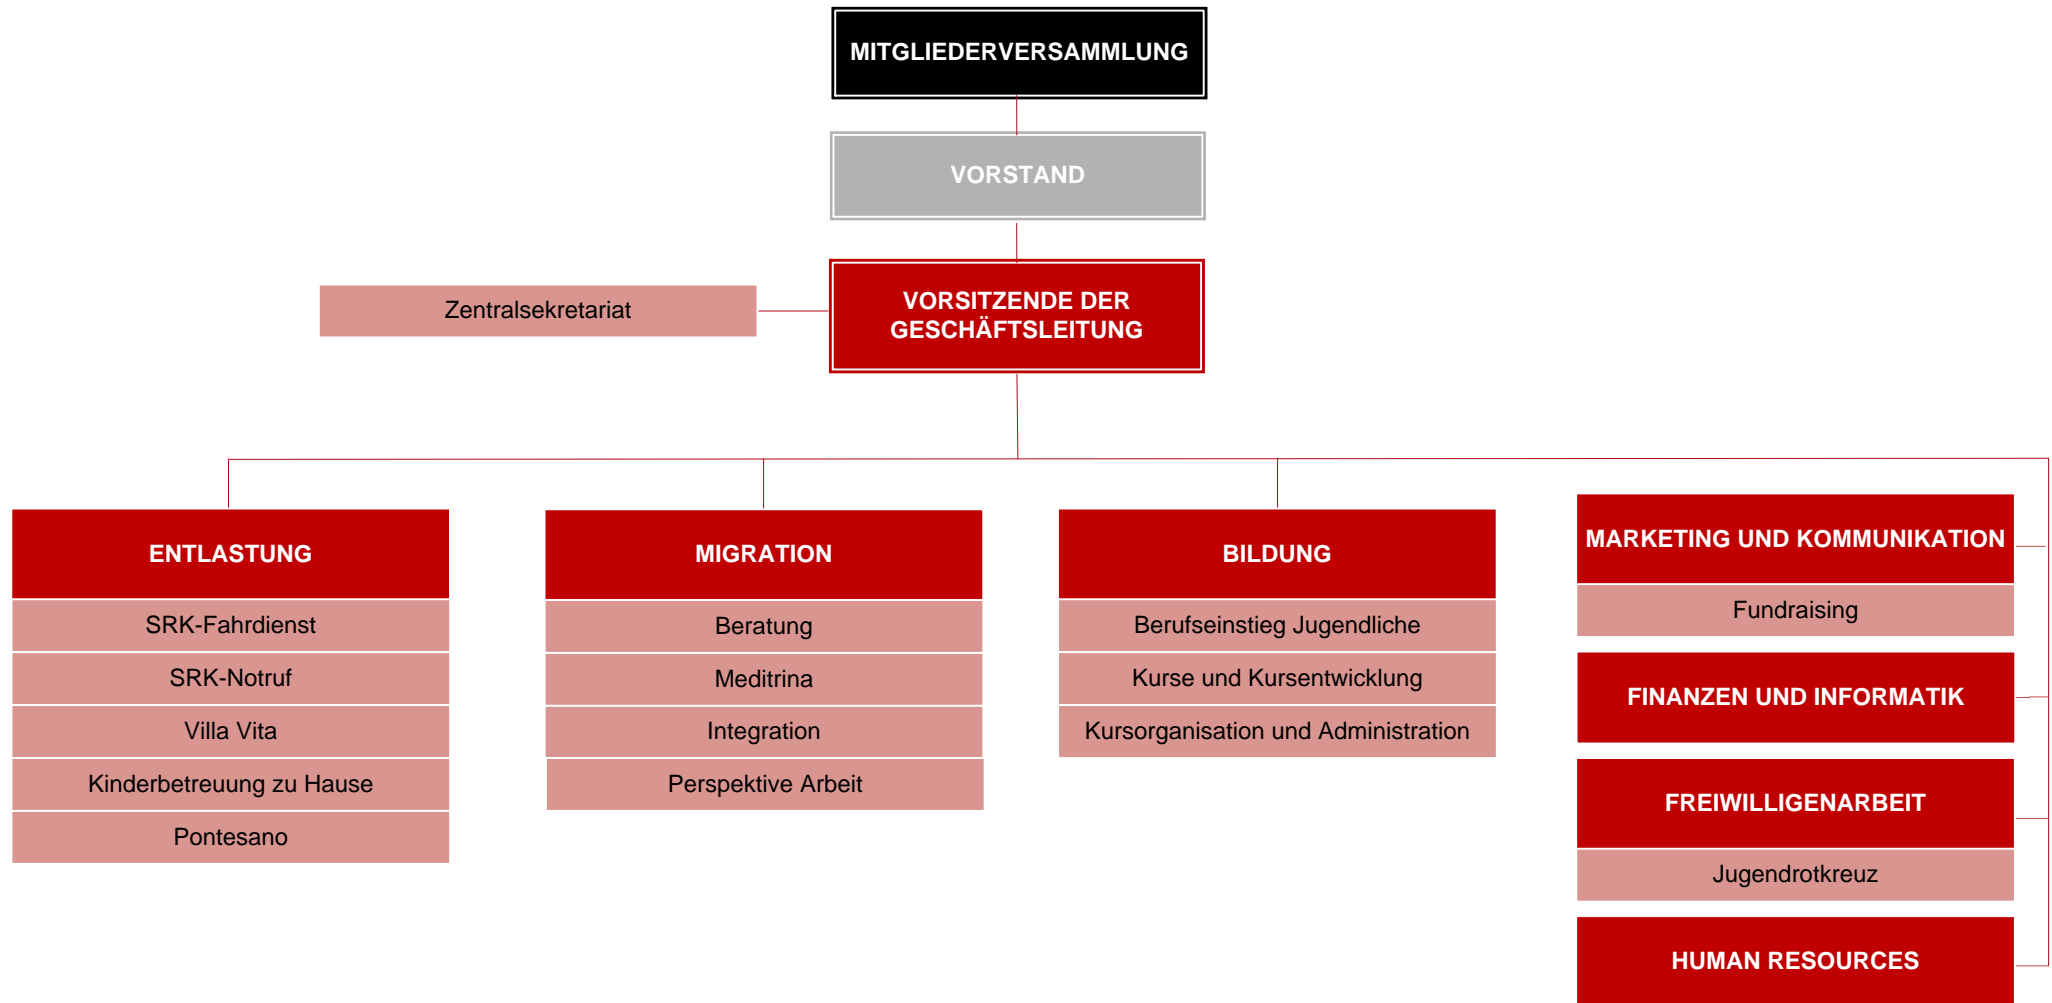 MITGLIEDERVERSAMMLUNG
VORSTAND
Zentralsekretariat
VORSITZENDE DER
GESCHÄFTSLEITUNG
ENTLASTUNG
SRK-Fahrdienst
SRK-Notruf
Villa Vita
Kinderbetreuung zu Hause
Pontesano
MIGRATION
Beratung
Meditrina
Integration
Perspektive Arbeit
BILDUNG
Berufseinstieg Jugendliche
Kurse und Kursentwicklung
Kursorganisation und Administration
MARKETING UND KOMMUNIKATION
Fundraising
FINANZEN UND INFORMATIK
FREIWILLIGENARBEIT
Jugendrotkreuz
HUMAN RESOURCES